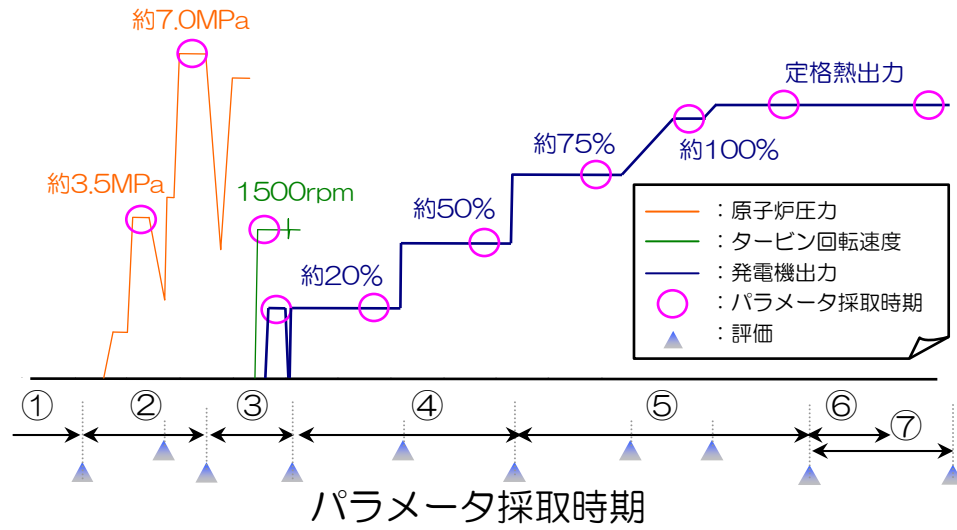 約7.0MPa
定格熱出力
約75%
約100%
約3.5MPa
1500rpm
約50%
約20%
：原子炉圧力
：タービン回転速度
：発電機出力
：パラメータ採取時期
：評価
① ② ③ ④ ⑤ ⑥
⑦
パラメータ採取時期